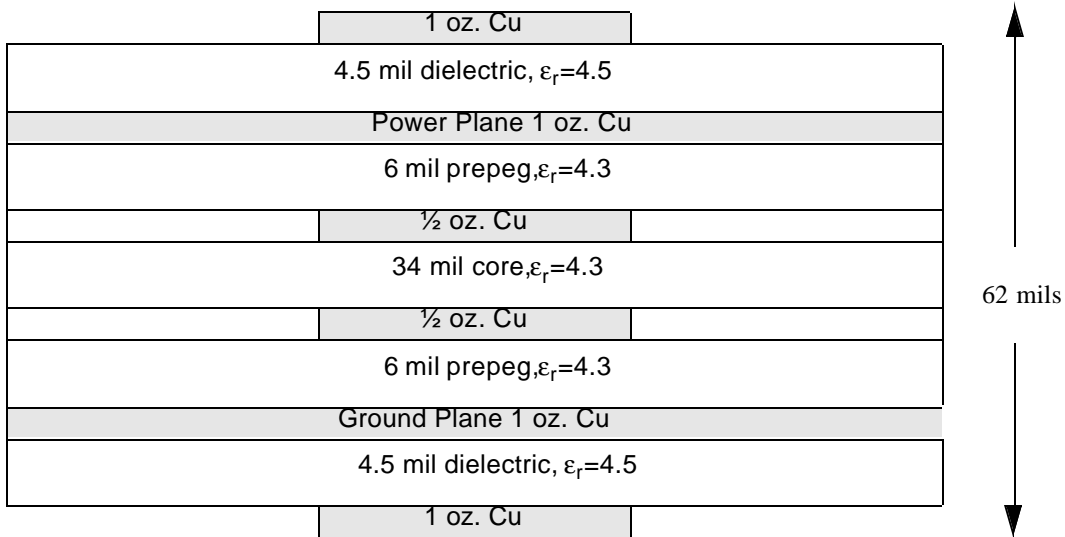 1 oz. Cu
4.5 mil dielectric, εr=4.5
Power Plane 1 oz. Cu
6 mil prepeg,εr=4.3
½ oz. Cu
34 mil core,εr=4.3
62 mils
½ oz. Cu
6 mil prepeg,εr=4.3
Ground Plane 1 oz. Cu
4.5 mil dielectric, εr=4.5
1 oz. Cu